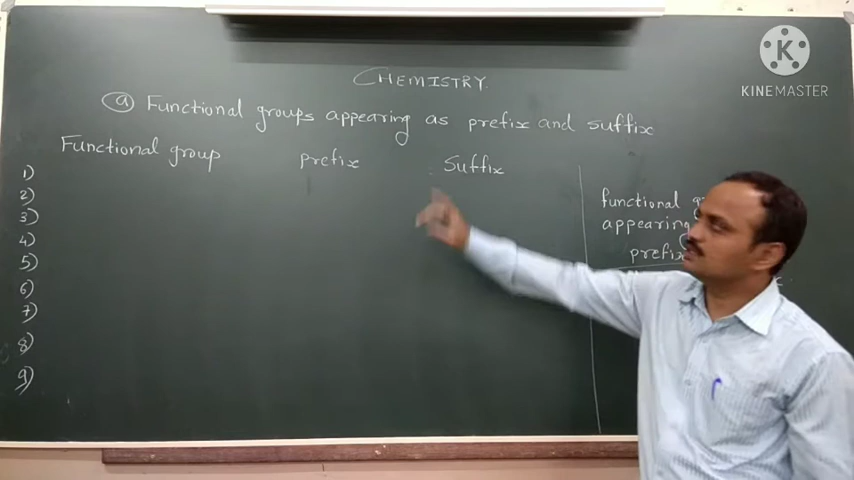 CHEMISTRY.
a Functional groups appearing as prefix and suffix
Functional group prefix Suffix
1)
2)
3)
4)
5)
6)
7)
8)
9)
functional
appearing
prefix
K
KINEMASTER